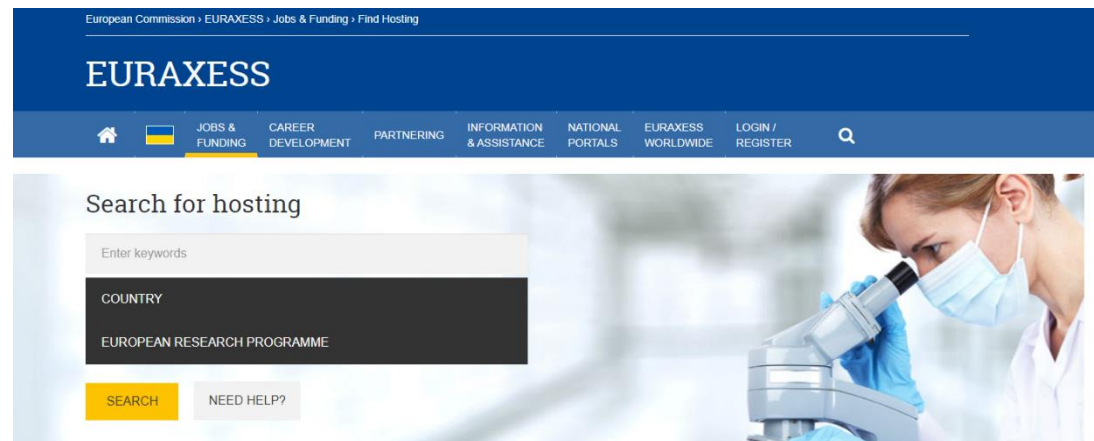 European Commission › EURAXESS › Jobs & Funding › Find Hosting
EURAXESS
JOBS &
FUNDING
CAREER
DEVELOPMENT
PARTNERING
INFORMATION
& ASSISTANCE
NATIONAL
PORTALS
EURAXESS
WORLDWIDE
LOGIN /
REGISTER
Search for hosting
Enter keywords
COUNTRY
EUROPEAN RESEARCH PROGRAMME
SEARCH
NEED HELP?